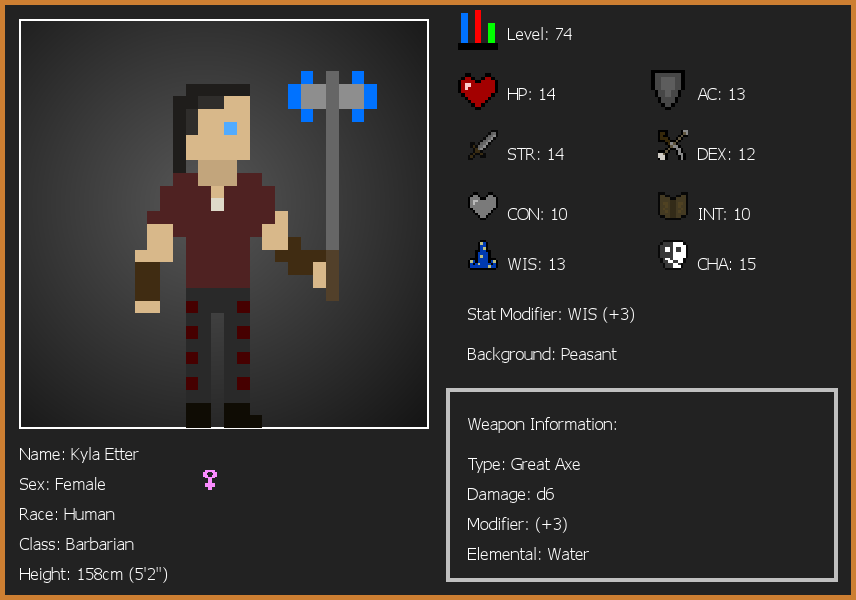 Level: 74
HP: 14
AC: 13
STR: 14
DEX: 12
CON: 10
INT: 10
WIS: 13
CHA: 15
Stat Modifier: WIS (+3)
Background: Peasant
Weapon Information:
Type: Great Axe
Damage: d6
Modifier: (+3)
Elemental: Water
Name: Kyla Etter
Sex: Female
Race: Human
Class: Barbarian
Height: 158cm (5'2")